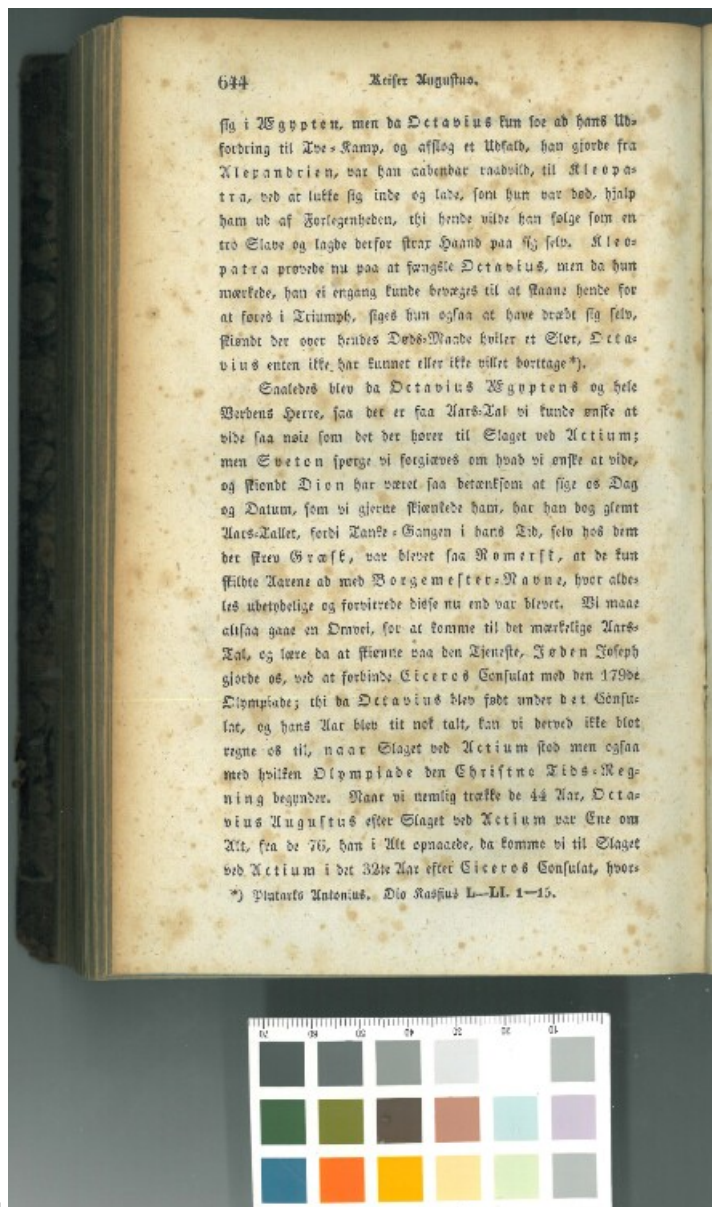 644 Keiser Augustus.
sig i Ægypten, men da Octavius kun loe ad hans Ud-
fordring til Tve-Kamp, og afslog et Udfald, han gjorde fra
Alexandrien, var han aabenbar raadvild, til Kleopa-
tra, ved at lukke sig inde og lade, som hun var død, hjalp
ham ud af Forlegenheden, thi hende vilde han følge som en
tro Slave og lagde derfor strax Haand paa sig selv. Kleo-
patra prøvede nu paa at fængsle Octavius, men da hun
mærkede, han ei engang kunde bevæges til at skaane hende for
at føres i Triumph, siges hun ogsaa at have dræbt sig selv,
skiøndt der over hendes Døds-Maade hviler et Slør, Octa-
vius enten ikke har kunnet eller ikke villet borttage*).
Saaledes blev da Octavius Ægyptens og hele
Verdens Herre, saa der er faa Aars-Tal vi kunde ønske at
vide saa nøie som det der hører til Slaget ved Actium;
men Sveton spørge vi forgiæves om hvad vi ønske at vide,
og skiøndt Dion har været saa betænksom at sige os Dag
og Datum, som vi gjerne skiænkede ham, har han dog glemt
Aars-Tallet, fordi Tanke-Gangen i hans Tid, selv hos dem
der skrev Græsk, var blevet saa Romersk, at de kun
skildte Aarene ad med Borgemester-Navne, hvor alde-
les ubetydelige og forvitrede disse nu end var blevet. Vi maae
altsaa gaae en Omvei, for at komme til det mærkelige Aars-
Tal, og lære da at skiønne paa den Tjeneste, Jøden Joseph
gjorde os, ved at forbinde Ciceros Consulat med den 179de
Olympiade; thi da Octavius blev født under det Consu-
lat, og hans Aar blev tit nok talt, kan vi derved ikke blot
regne os til, naar Slaget ved Actium stod men ogsaa
med hvilken Olympiade den Christne Tids-Reg-
ning begynder. Naar vi nemlig trække de 44 Aar, Octa-
vius Augustus efter Slaget ved Actium var Ene om
Alt, fra de 76, han i Alt opnaaede, da komme vi til Slaget
ved Actium i det 32te Aar efter Ciceros Consulat, hvor-
*) Plutarks Antonius. Dio Kassius L—LI. 1—15.